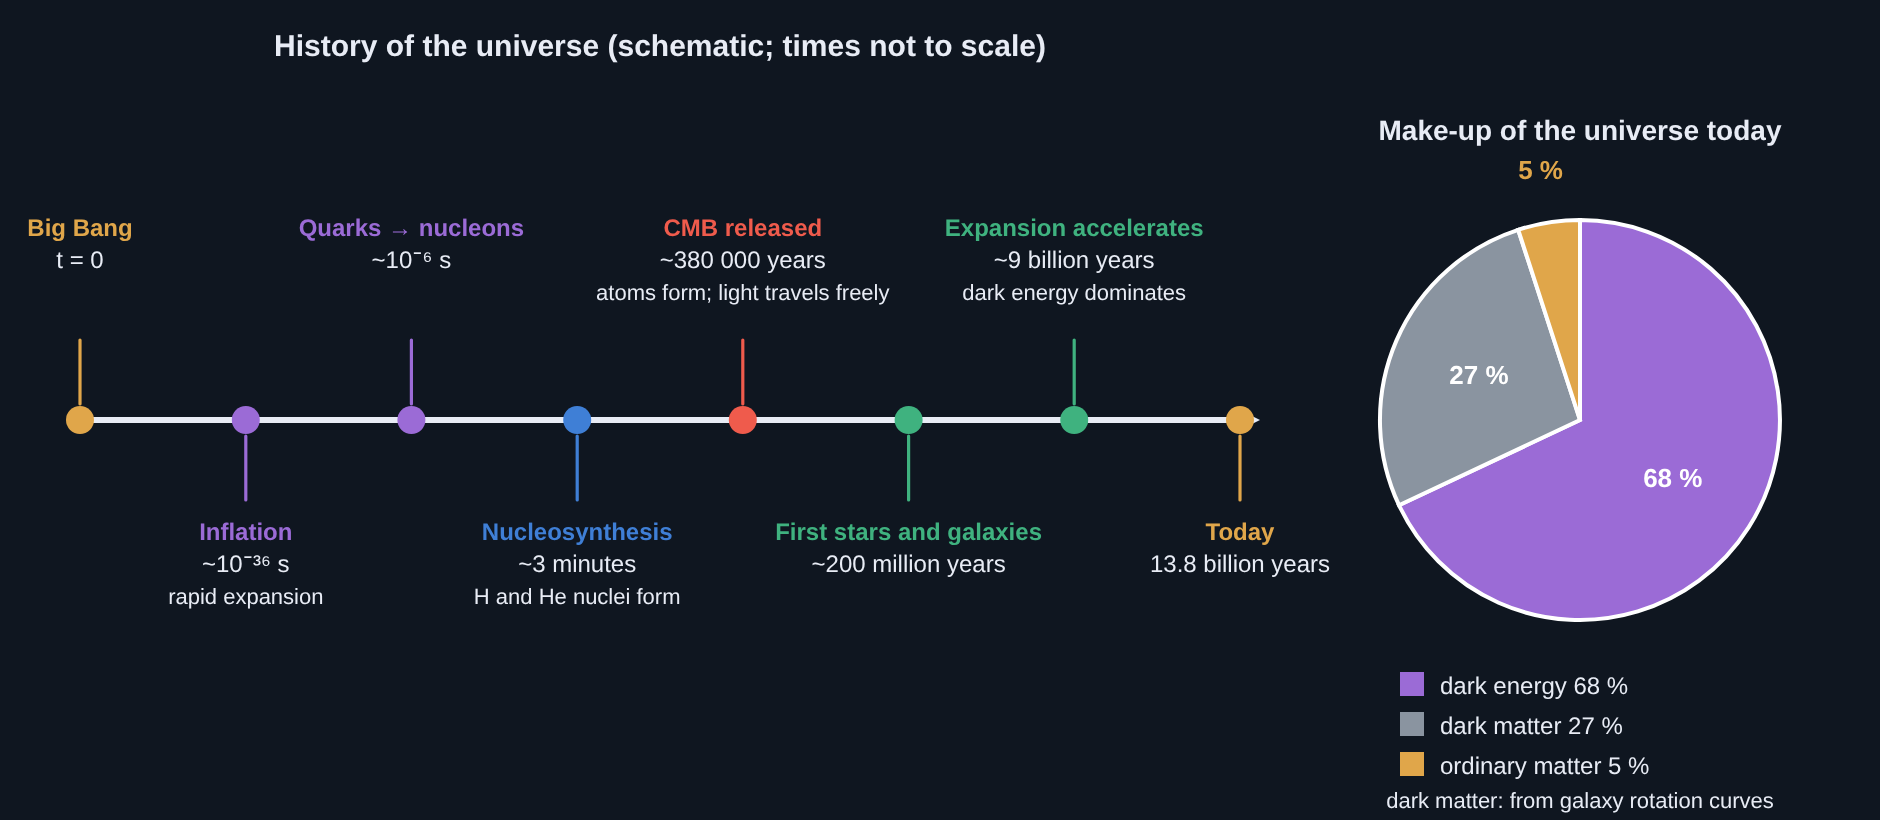 History of the universe (schematic; times not to scale)
Big Bang
t = 0
Inflation
~10⁻³⁶ s
rapid expansion
Quarks → nucleons
~10⁻⁶ s
Nucleosynthesis
~3 minutes
H and He nuclei form
CMB released
~380 000 years
atoms form; light travels freely
First stars and galaxies
~200 million years
Expansion accelerates
~9 billion years
dark energy dominates
Today
13.8 billion years
Make-up of the universe today
5 %
27 %
68 %
dark energy 68 %
dark matter 27 %
ordinary matter 5 %
dark matter: from galaxy rotation curves